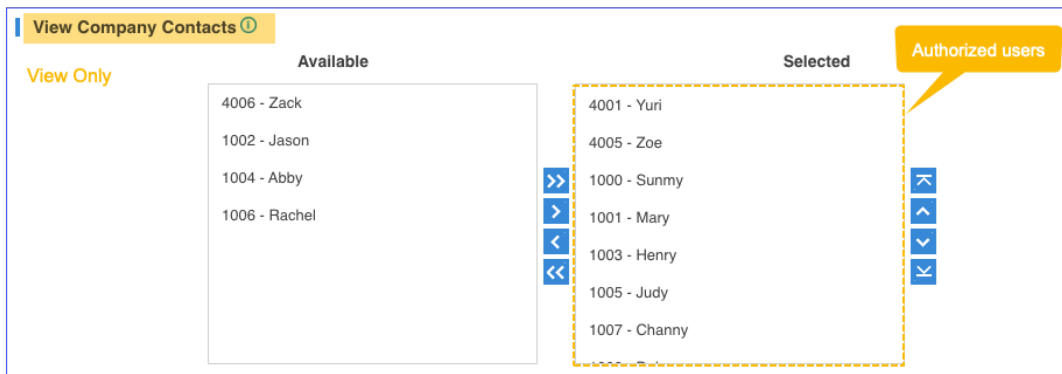 View Company Contacts
View Only
Available
Selected
Authorized users
4006 - Zack
1002 - Jason
1004 - Abby
1006 - Rachel
4001 - Yuri
4005 - Zoe
1000 - Sunmy
1001 - Mary
1003 - Henry
1005 - Judy
1007 - Channy